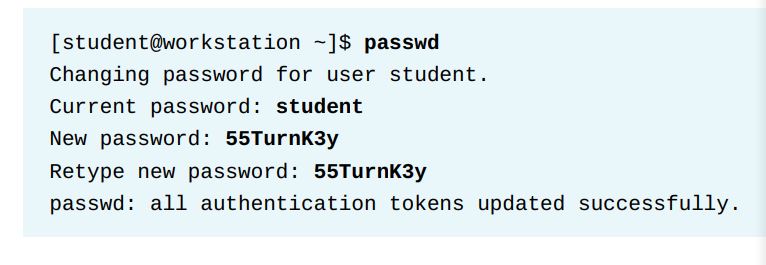 [student@workstation ~]$ passwd
Changing password for user student.
Current password: student
New password: 55TurnK3y
Retype new password: 55TurnK3y
passwd: all authentication tokens updated successfully.